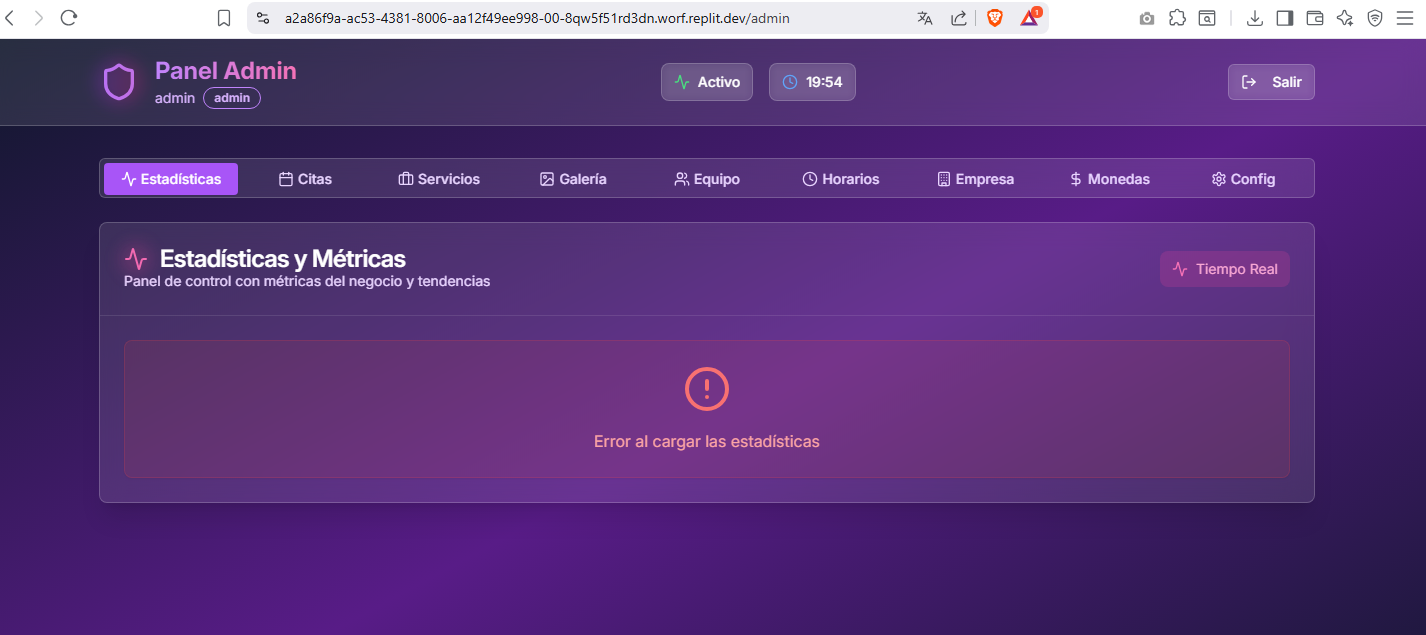 a2a86f9a-ac53-4381-8006-aa12f49ee998-00-8qw5f51rd3dn.worf.replit.dev/admin
1
Panel Admin
admin admin
Activo
19:54
Salir
Estadísticas
Citas
Servicios
Galería
Equipo
Horarios
Empresa
Monedas
Config
Estadísticas y Métricas
Panel de control con métricas del negocio y tendencias
Tiempo Real
Error al cargar las estadísticas